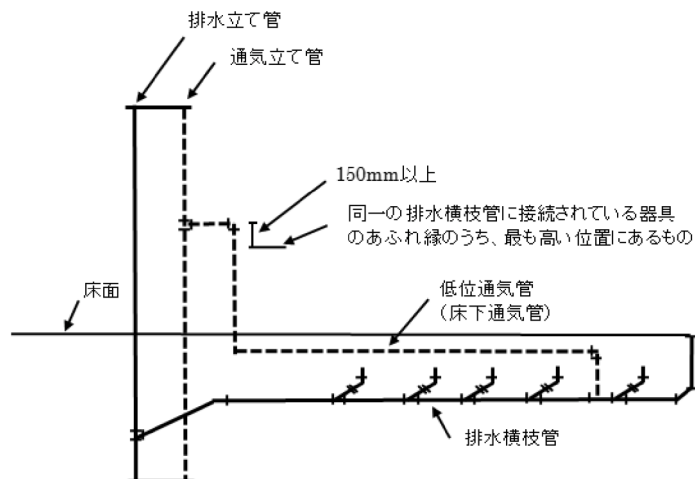 排水立て管
通気立て管
150mm以上
同一の排水横枝管に接続されている器具
のあふれ縁のうち、最も高い位置にあるもの
床面
低位通気管
（床下通気管）
排水横枝管